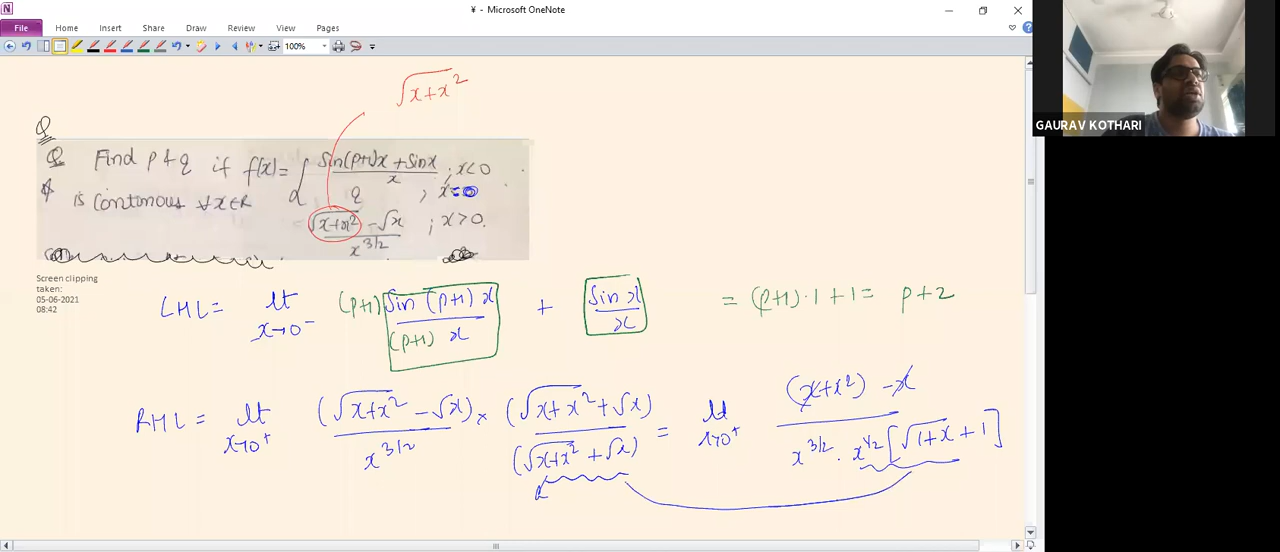 ¥ - Microsoft OneNote
File Home Insert Share Draw Review View Pages
100%
GAURAV KOTHARI
√(x+x²)
Q
Q Find p & q if f(x) = { (sin(p+1)x + sinx)/x ; x<0
is continous ∀x∈R q ; x=0
(√(x+x²) - √x)/x^(3/2) ; x>0.
Screen clipping
taken:
05-06-2021
08:42
LHL = lt x→0⁻ (p+1) (sin (p+1) x)/((p+1) x) + (sin x)/x = (p+1)·1 + 1 = p+2
RHL = lt x→0⁺ (√(x+x²) - √x)/x^(3/2) × (√(x+x²) + √x)/(√(x+x²) + √x) = lt x→0⁺ ((x+x²) - x)/(x^(3/2) · x^(1/2) [√(1+x) + 1])